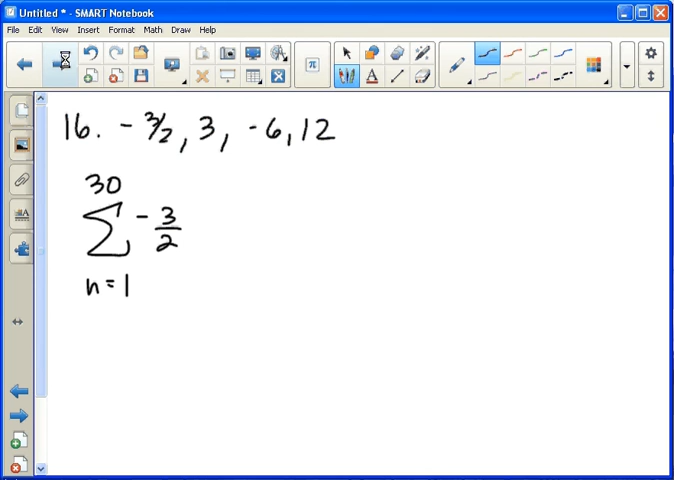 Untitled * - SMART Notebook
File Edit View Insert Format Math Draw Help
π A
A
16. - 3/2, 3, -6, 12
30
∑ - 3/2
n = 1